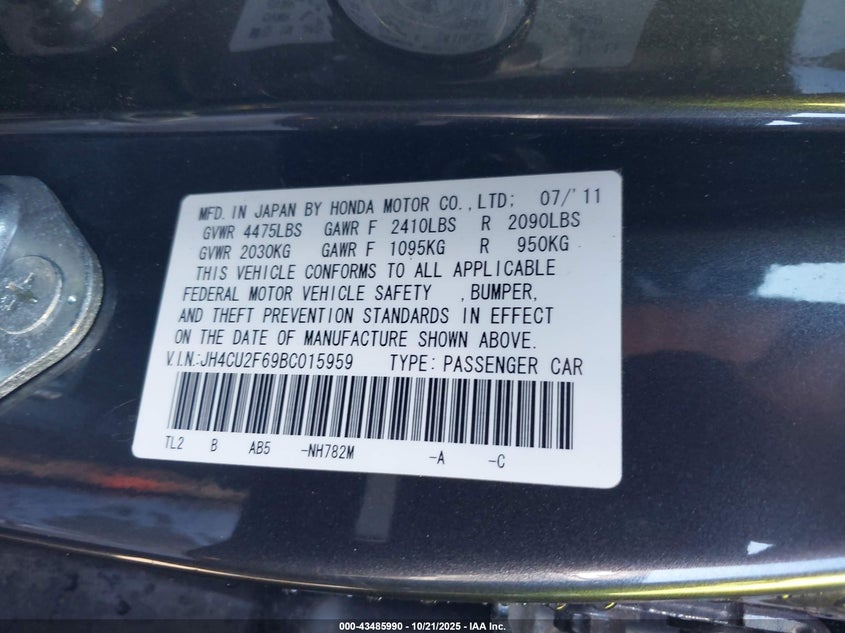 MFD. IN JAPAN BY HONDA MOTOR CO.,LTD; 07/'11
GVWR 4475LBS GAWR F 2410LBS R 2090LBS
GVWR 2030KG GAWR F 1095KG R 950KG
THIS VEHICLE CONFORMS TO ALL APPLICABLE
FEDERAL MOTOR VEHICLE SAFETY ,BUMPER,
AND THEFT PREVENTION STANDARDS IN EFFECT
ON THE DATE OF MANUFACTURE SHOWN ABOVE.
V.I.N.:JH4CU2F69BC015959 TYPE: PASSENGER CAR
TL2 B AB5 -NH782M -A -C
000-43485990 - 10/21/2025 - IAA Inc.